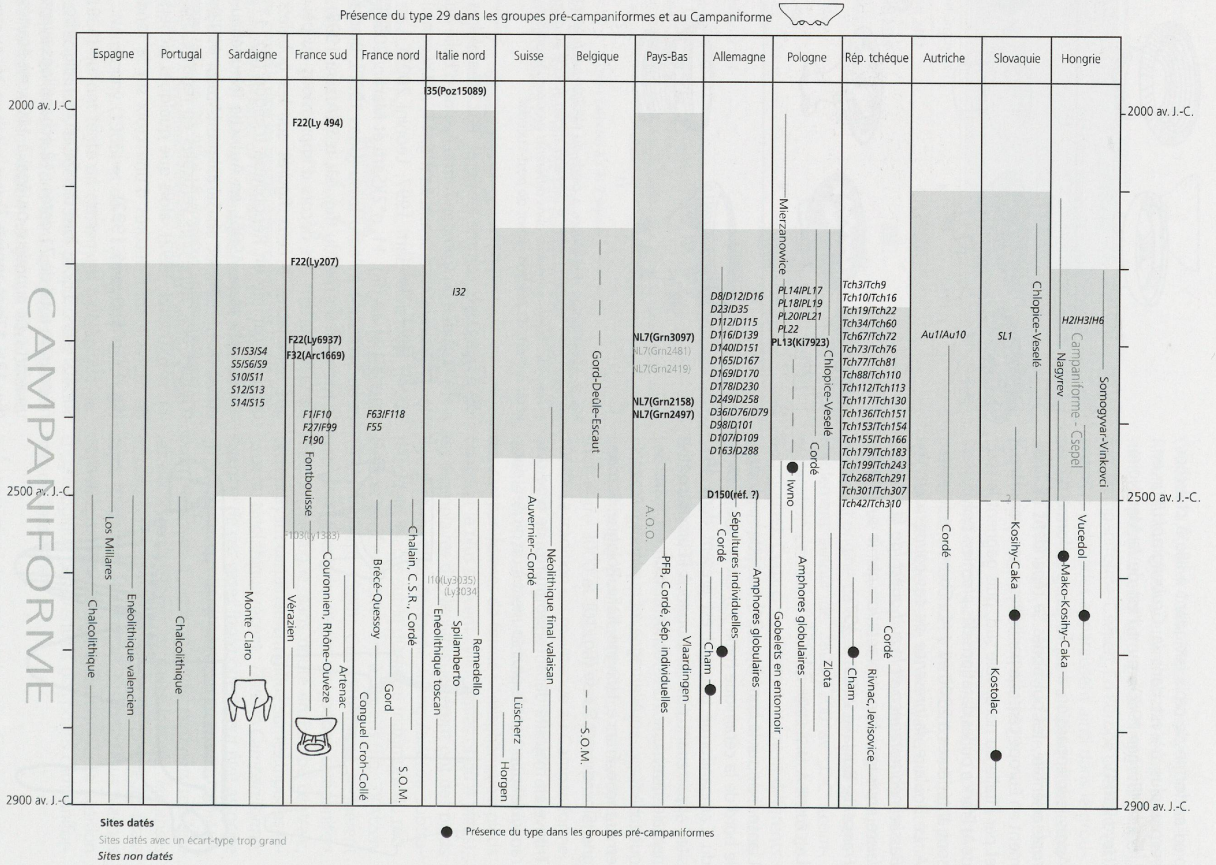 Présence du type 29 dans les groupes pré-campaniformes et au Campaniforme
Espagne
Portugal
Sardaigne
France sud
France nord
Italie nord
Suisse
Belgique
Pays-Bas
Allemagne
Pologne
Rép. tchéque
Autriche
Slovaquie
Hongrie
CAMPANIFORME
2000 av. J.-C.
2500 av. J.-C.
2900 av. J.-C.
2000 av. J.-C.
2500 av. J.-C.
2900 av. J.-C.
Chalcolithique
Los Millares
Enéolithique valencien
Chalcolithique
S1/S3/S4
S5/S6/S9
S10/S11
S12/S13
S14/S15
Monte Claro
F22(Ly 494)
F22(Ly207)
F22(Ly6937)
F32(Arc1669)
F1/F10
F27/F99
F190
Fontbouisse
F103(ly1383)
Vérazien
Couronnien, Rhône-Ouvèze
Artenac
F63/F118
F55
Chalain, C.S.R., Cordé
Brécé-Quessoy
Gord
Conguel Croh-Collé
S.O.M.
I35(Poz15089)
I32
I10(Ly3035)
(Ly3034
Enéolithique toscan
Spilamberto
Remedello
Auvernier-Cordé
Néolithique final valaisan
Lüscherz
Horgen
Gord-Deûle-Escaut
S.O.M.
NL7(Grn3097)
NL7(Grn2481)
NL7(Grn2419)
NL7(Grn2158)
NL7(Grn2497)
A.O.O.
PFB, Cordé, Sép. individuelles
Vlaardingen
D8/D12/D16
D23/D35
D112/D115
D116/D139
D140/D151
D165/D167
D169/D170
D178/D230
D249/D258
D36/D76/D79
D98/D101
D107/D109
D163/D288
D150(réf. ?)
Cordé
Sépultures individuelles
Amphores globulaires
Cham
Mierzanowice
PL14/PL17
PL18/PL19
PL20/PL21
PL22
PL13(Ki7923)
Chlopice-Veselé
Cordé
Iwno
Amphores globulaires
Gobelets en entonnoir
Zlota
Tch3/Tch9
Tch10/Tch16
Tch19/Tch22
Tch34/Tch60
Tch67/Tch72
Tch73/Tch76
Tch77/Tch81
Tch88/Tch110
Tch112/Tch113
Tch117/Tch130
Tch136/Tch151
Tch153/Tch154
Tch155/Tch166
Tch179/Tch183
Tch199/Tch243
Tch268/Tch291
Tch301/Tch307
Tch42/Tch310
Cordé
Cham
Rivnac, Jevisovice
Au1/Au10
Cordé
SL1
Chlopice-Veselé
Kosihy-Caka
Kostolac
H2/H3/H6
Nagyrev
Campaniforme - Csepel
Somogyvar-Vinkovci
Vucedol
Mako-Kosihy-Caka
Sites datés
Sites datés avec un écart-type trop grand
Sites non datés
Présence du type dans les groupes pré-campaniformes